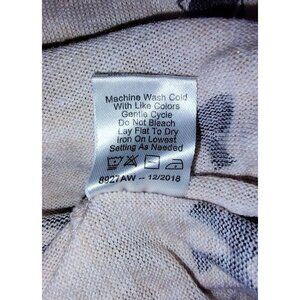 Machine Wash Cold
With Like Colors
Gentle Cycle
Do Not Bleach
Lay Flat To Dry
Iron On Lowest
Setting As Needed
8927AW -- 12/2018